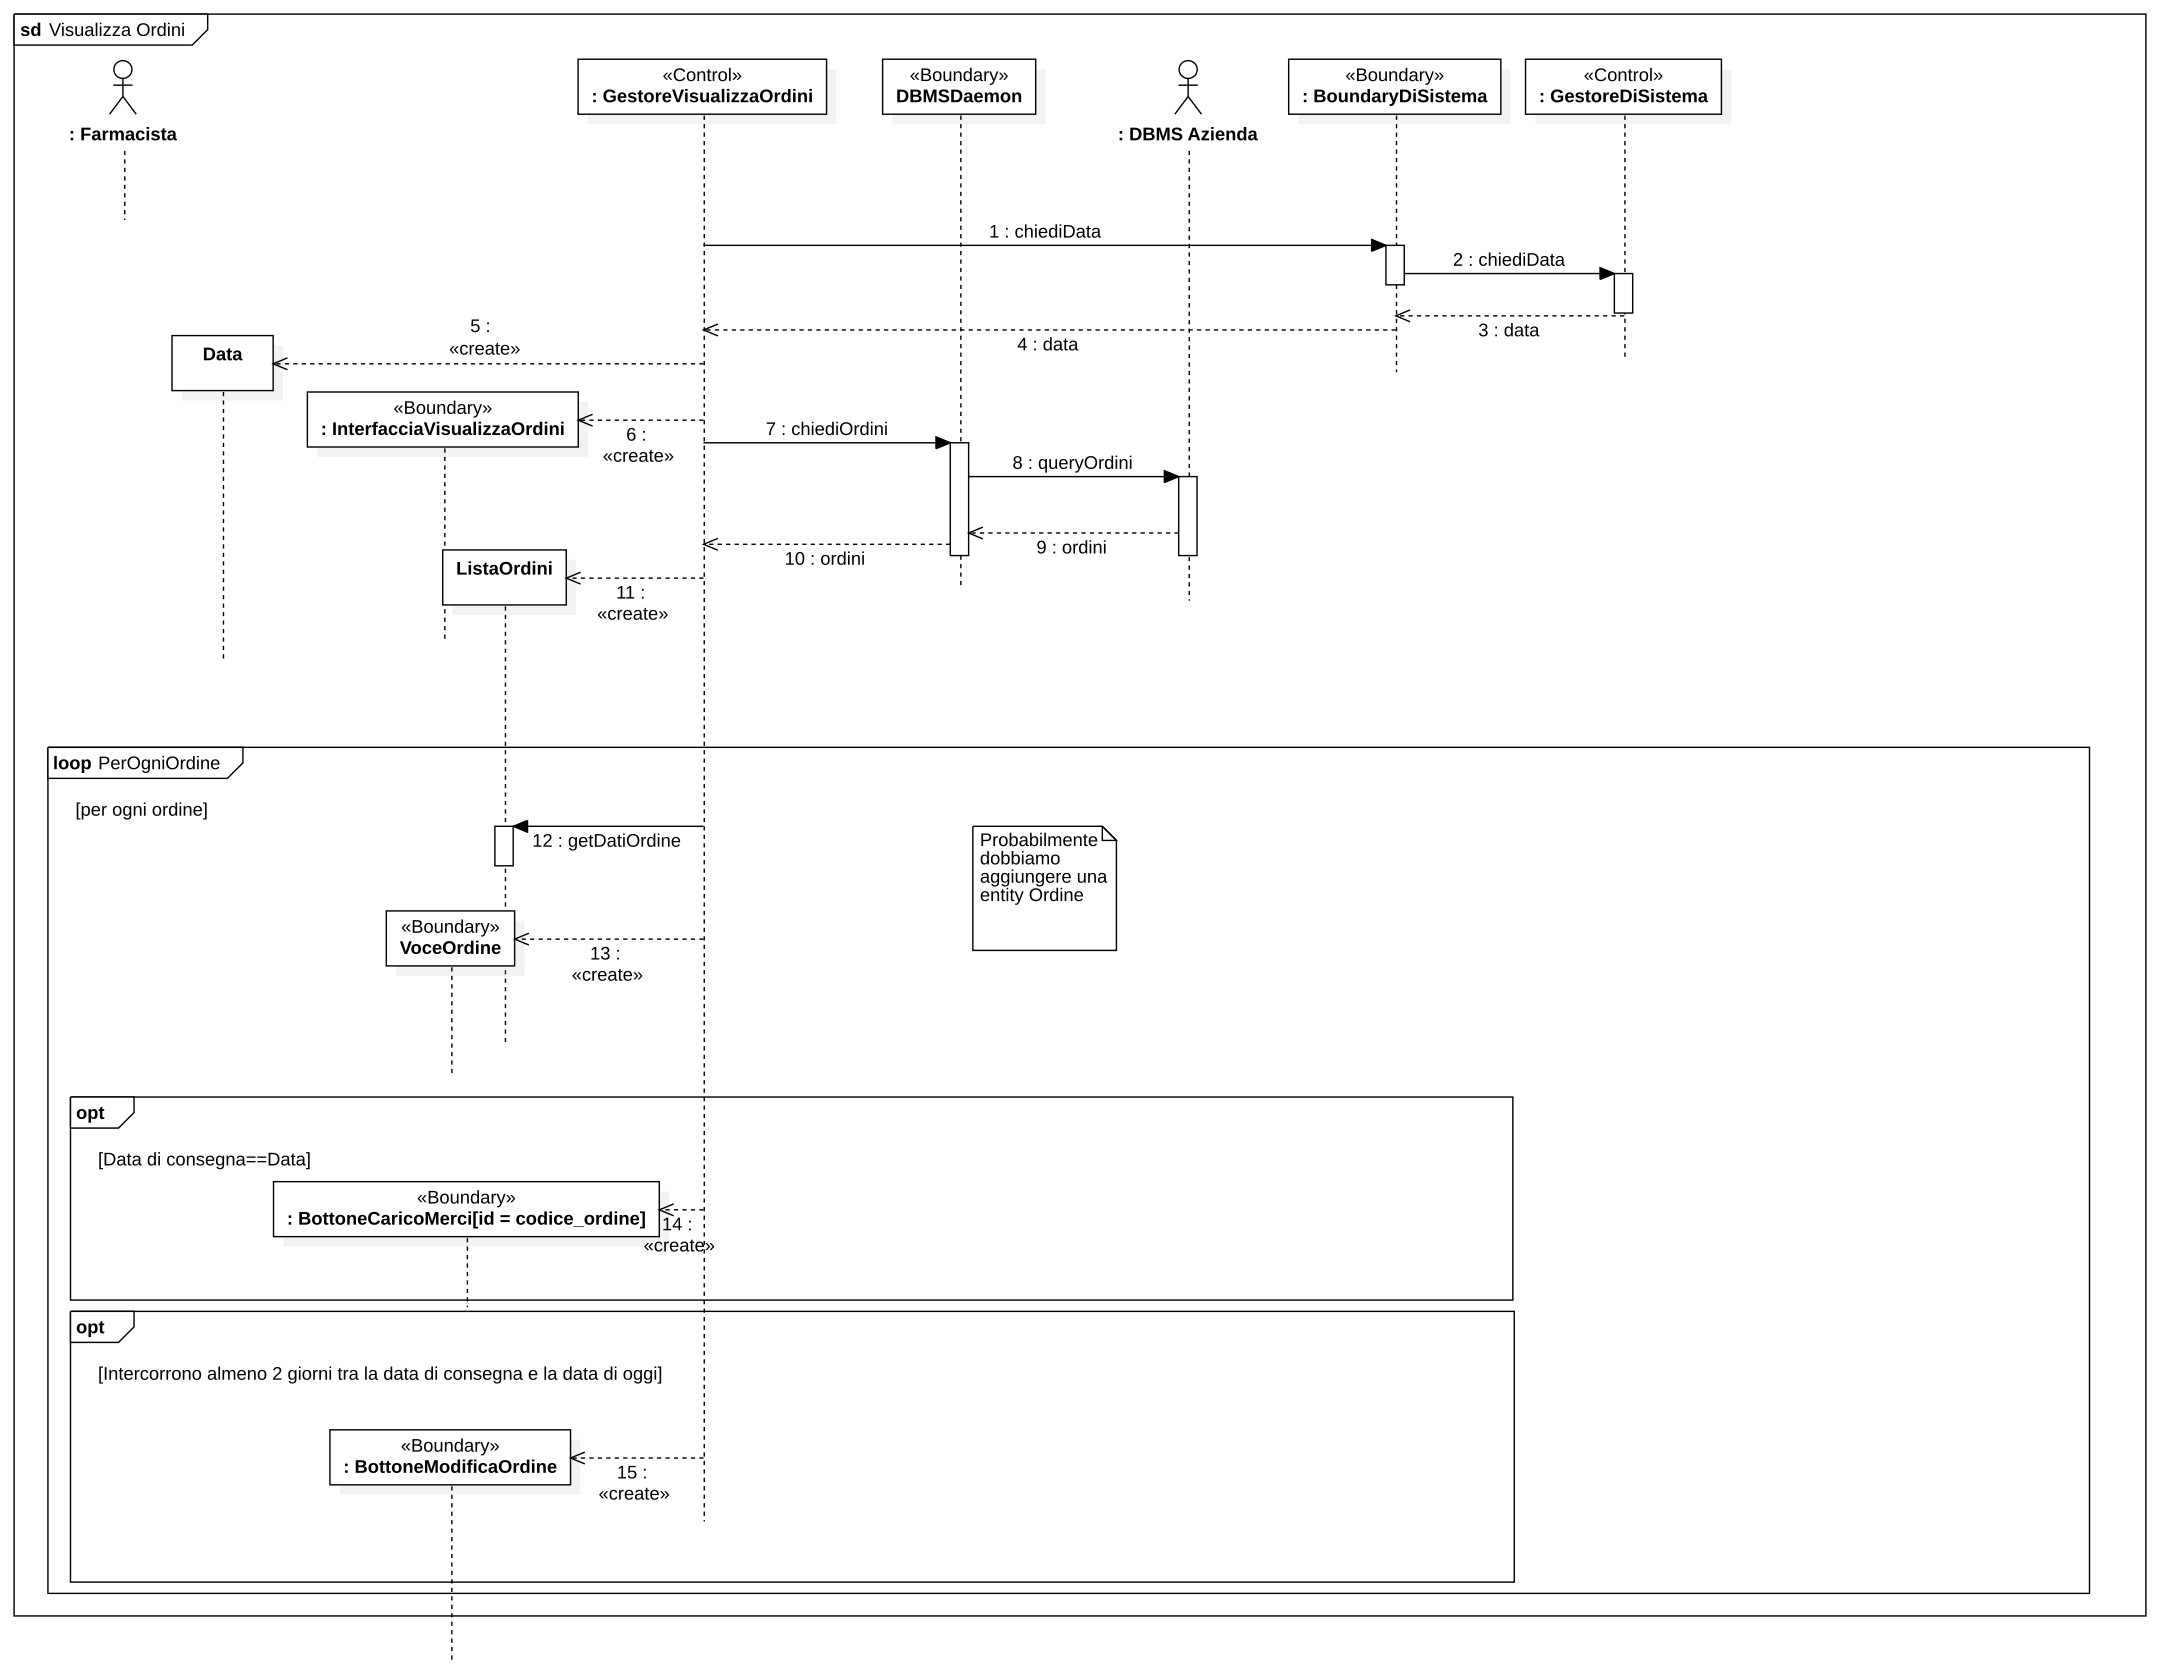 sd Visualizza Ordini
: Farmacista
«Control»
: GestoreVisualizzaOrdini
«Boundary»
DBMSDaemon
: DBMS Azienda
«Boundary»
: BoundaryDiSistema
«Control»
: GestoreDiSistema
1 : chiediData
2 : chiediData
3 : data
4 : data
5 :
«create»
Data
«Boundary»
: InterfacciaVisualizzaOrdini
6 :
«create»
7 : chiediOrdini
8 : queryOrdini
9 : ordini
10 : ordini
ListaOrdini
11 :
«create»
loop PerOgniOrdine
[per ogni ordine]
12 : getDatiOrdine
Probabilmente
dobbiamo
aggiungere una
entity Ordine
«Boundary»
VoceOrdine
13 :
«create»
opt
[Data di consegna==Data]
«Boundary»
: BottoneCaricoMerci[id = codice_ordine]
14 :
«create»
opt
[Intercorrono almeno 2 giorni tra la data di consegna e la data di oggi]
«Boundary»
: BottoneModificaOrdine
15 :
«create»